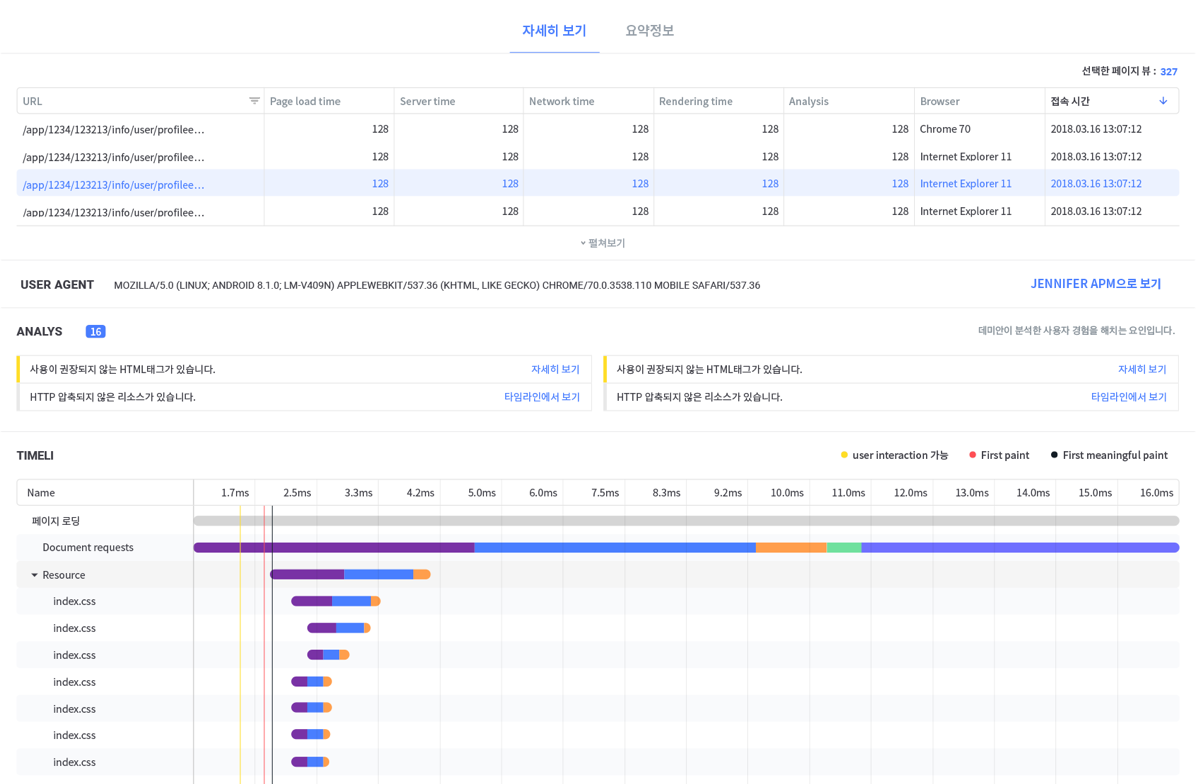 자세히 보기 요약정보
선택한 페이지 뷰 : 327
URL Page load time Server time Network time Rendering time Analysis Browser 접속 시간
/app/1234/123213/info/user/profilee... 128 128 128 128 128 Chrome 70 2018.03.16 13:07:12
/app/1234/123213/info/user/profilee... 128 128 128 128 128 Internet Explorer 11 2018.03.16 13:07:12
/app/1234/123213/info/user/profilee... 128 128 128 128 128 Internet Explorer 11 2018.03.16 13:07:12
/app/1234/123213/info/user/profilee... 128 128 128 128 128 Internet Explorer 11 2018.03.16 13:07:12
펼쳐보기
USER AGENT MOZILLA/5.0 (LINUX; ANDROID 8.1.0; LM-V409N) APPLEWEBKIT/537.36 (KHTML, LIKE GECKO) CHROME/70.0.3538.110 MOBILE SAFARI/537.36 JENNIFER APM으로 보기
ANALYS 16 데미안이 분석한 사용자 경험을 해치는 요인입니다.
사용이 권장되지 않는 HTML태그가 있습니다. 자세히 보기 사용이 권장되지 않는 HTML태그가 있습니다. 자세히 보기
HTTP 압축되지 않은 리소스가 있습니다. 타임라인에서 보기 HTTP 압축되지 않은 리소스가 있습니다. 타임라인에서 보기
TIMELI user interaction 가능 First paint First meaningful paint
Name 1.7ms 2.5ms 3.3ms 4.2ms 5.0ms 6.0ms 7.5ms 8.3ms 9.2ms 10.0ms 11.0ms 12.0ms 13.0ms 14.0ms 15.0ms 16.0ms
페이지 로딩
Document requests
Resource
index.css
index.css
index.css
index.css
index.css
index.css
index.css